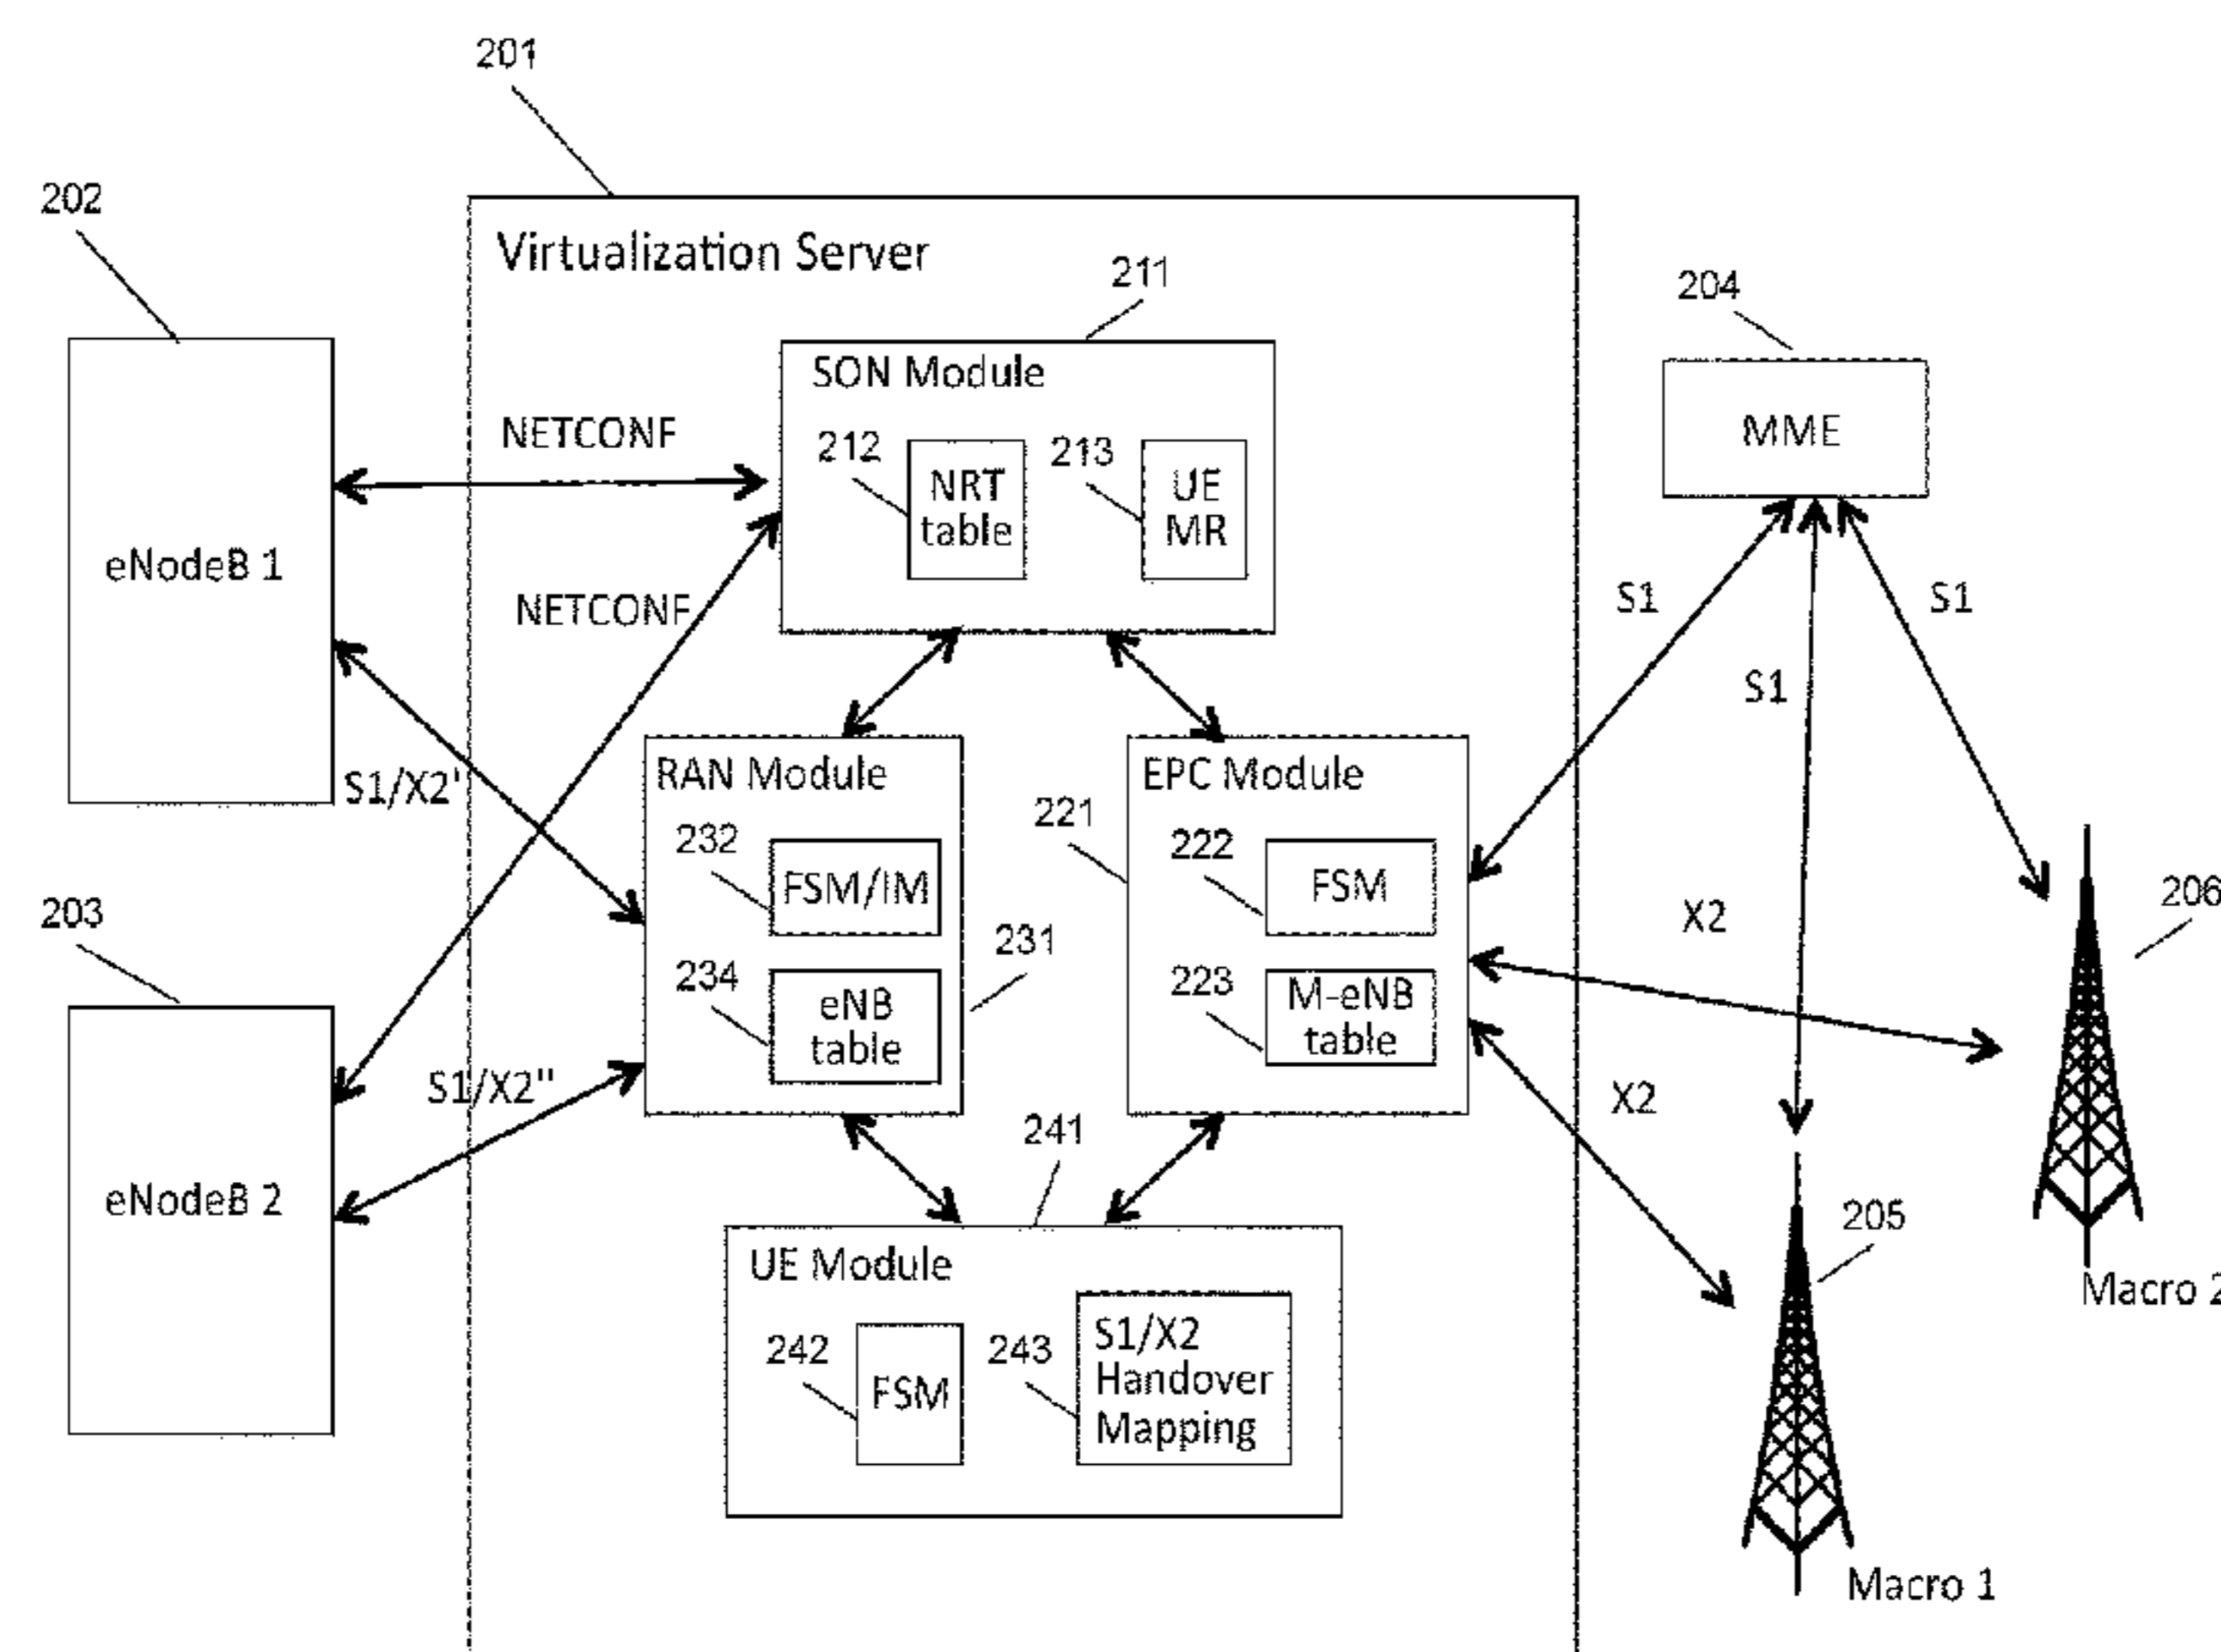 201
202
Virtualization Server
211
204
SON Module
MME
NETCONF
212
213
NRT
table
UE
MR
eNodeB 1
NETCONF
S1
S1
S1
RAN Module
EPC Module
S1/X2'
221
232
222
FSM/IM
FSM
206
203
X2
231
234
223
eNB
table
M-eNB
table
S1/X2"
X2
241
eNodeB 2
205
UE Module
Macro 2
242
243
S1/X2
Handover
Mapping
FSM
Macro 1